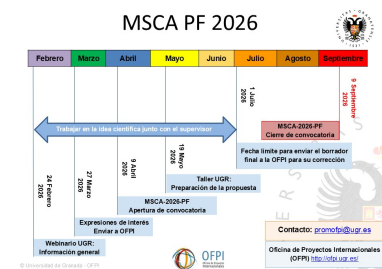 MSCA PF 2026
Febrero Marzo Abril Mayo Junio Julio Agosto Septiembre
1 Julio
2026
9 Septiembre
2026
MSCA-2026-PF
Cierre de convocatoria
Trabajar en la idea científica junto con el supervisor
Fecha límite para enviar el borrador
final a la OFPI para su corrección
19 Mayo
2026
9 Abril
2026
27 Marzo
2026
24 Febrero
2026
Taller UGR:
Preparación de la propuesta
MSCA-2026-PF
Apertura de convocatoria
Expresiones de interés
Enviar a OFPI
Webinario UGR:
Información general
Contacto: promofpi@ugr.es
Oficina de Proyectos Internacionales
(OFPI) http://ofpi.ugr.es/
OFPI
© Universidad de Granada - OFPI